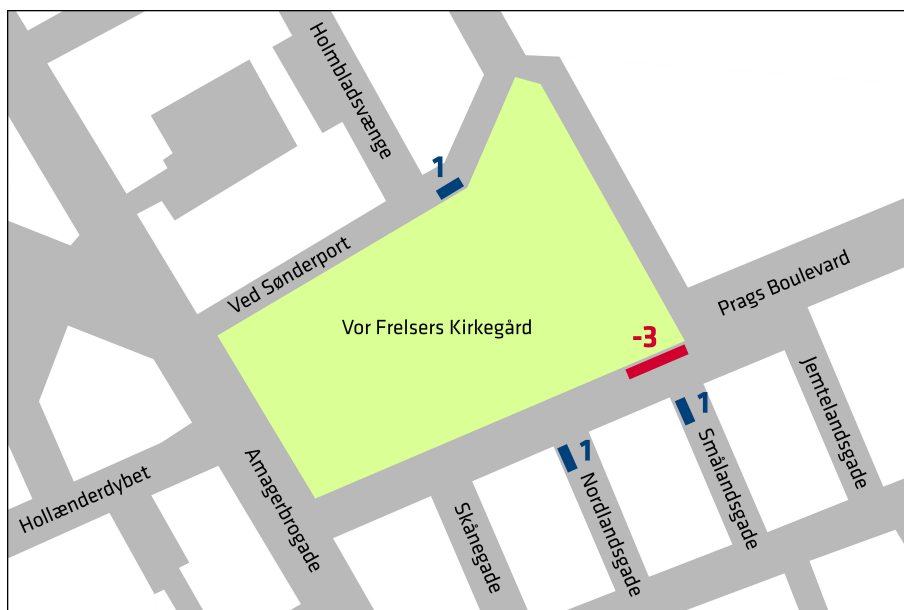 Holmbladsvænge
1
Ved Sønderport
Prags Boulevard
Vor Frelsers Kirkegård
-3
Jemtelandsgade
1
Smålandsgade
1
Nordlandsgade
Amagerbrogade
Hollænderdybet
Skånegade